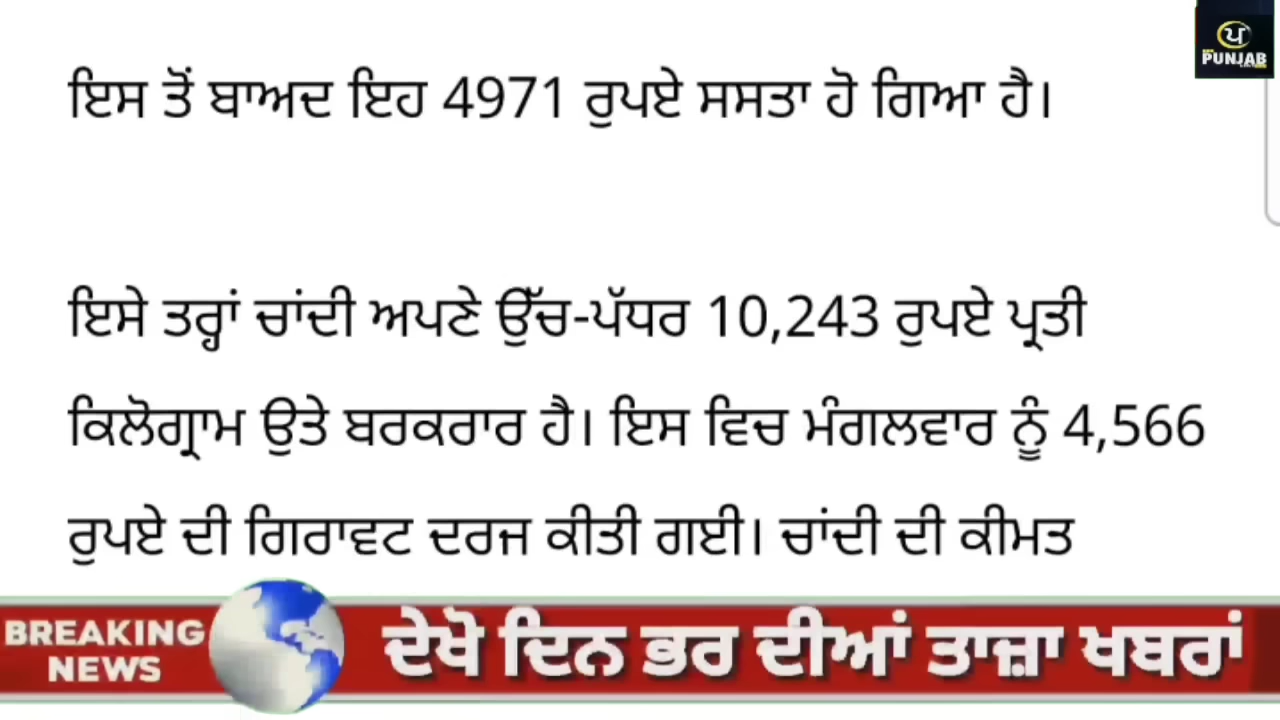 ਪ
PUNJAB
ਇਸ ਤੋਂ ਬਾਅਦ ਇਹ 4971 ਰੁਪਏ ਸਸਤਾ ਹੋ ਗਿਆ ਹੈ।
ਇਸੇ ਤਰ੍ਹਾਂ ਚਾਂਦੀ ਅਪਣੇ ਉੱਚ-ਪੱਧਰ 10,243 ਰੁਪਏ ਪ੍ਰਤੀ
ਕਿਲੋਗ੍ਰਾਮ ਉਤੇ ਬਰਕਰਾਰ ਹੈ। ਇਸ ਵਿਚ ਮੰਗਲਵਾਰ ਨੂੰ 4,566
ਰੁਪਏ ਦੀ ਗਿਰਾਵਟ ਦਰਜ ਕੀਤੀ ਗਈ। ਚਾਂਦੀ ਦੀ ਕੀਮਤ
BREAKING
NEWS
ਦੇਖੋ ਦਿਨ ਭਰ ਦੀਆਂ ਤਾਜ਼ਾ ਖਬਰਾਂ